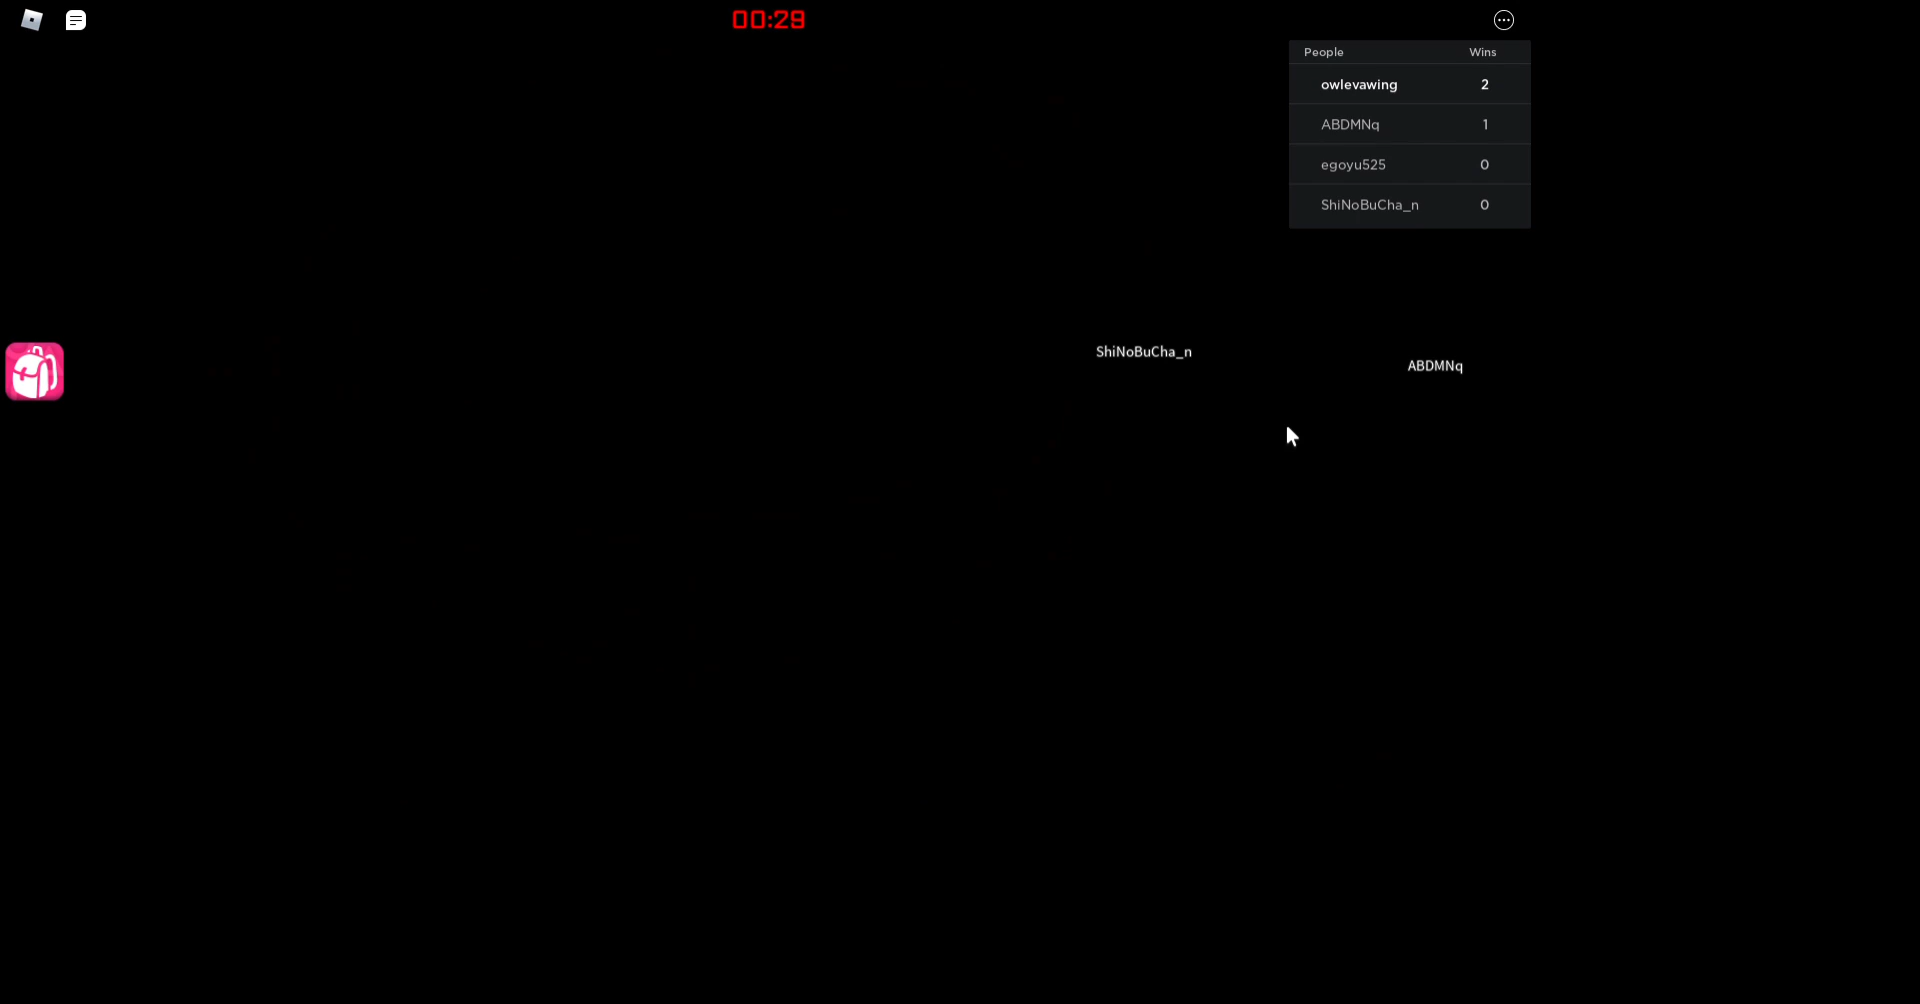 00:29
People Wins
owlevawing 2
ABDMNq 1
egoyu525 0
ShiNoBuCha_n 0
ShiNoBuCha_n
ABDMNq